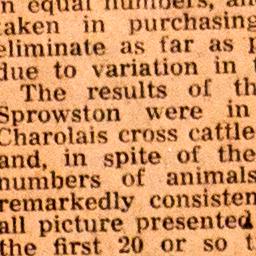 n equal numbers, an
taken in purchasing
eliminate as far as p
due to variation in t
The results of th
Sprowston were in
Charolais cross cattle
and, in spite of the
numbers of animals
remarkedly consisten
all picture presented
the first 20 or so t